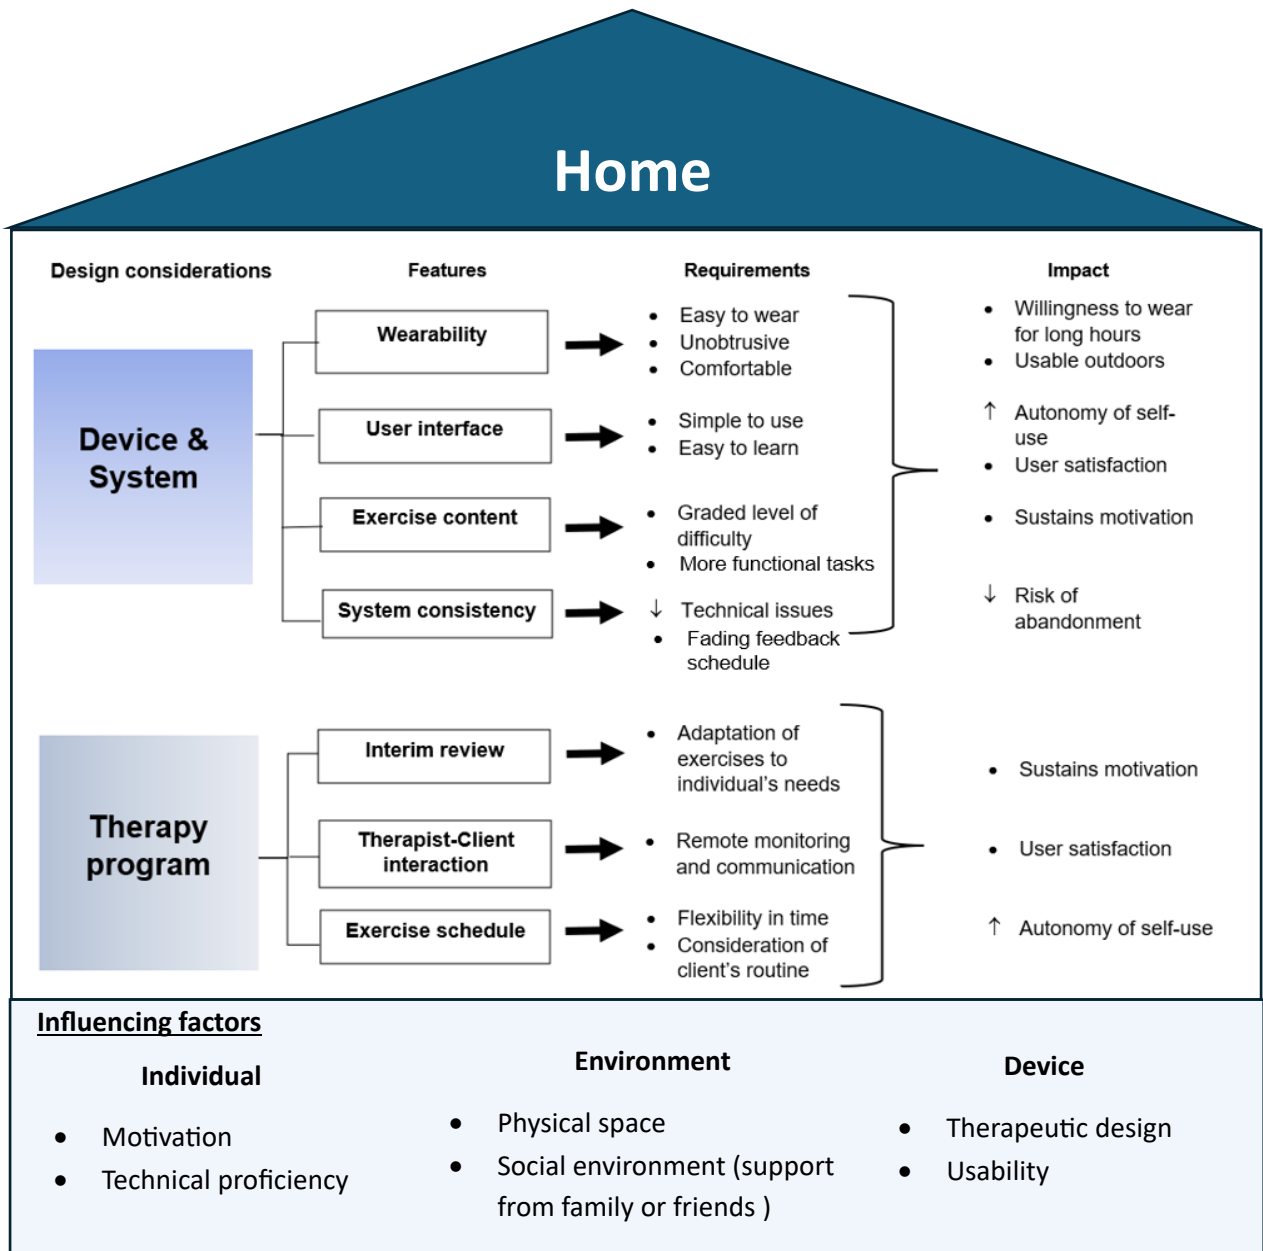 Home
Design considerations
Features
Requirements
Impact
Device &
System
Wearability
• Easy to wear
• Unobtrusive
• Comfortable
User interface
• Simple to use
• Easy to learn
Exercise content
• Graded level of
difficulty
• More functional tasks
System consistency
↓ Technical issues
• Fading feedback
schedule
• Willingness to wear
for long hours
• Usable outdoors
↑ Autonomy of self-
use
• User satisfaction
• Sustains motivation
↓ Risk of
abandonment
Therapy
program
Interim review
• Adaptation of
exercises to
individual's needs
Therapist-Client
interaction
• Remote monitoring
and communication
Exercise schedule
• Flexibility in time
• Consideration of
client's routine
• Sustains motivation
• User satisfaction
↑ Autonomy of self-use
Influencing factors
Individual
• Motivation
• Technical proficiency
Environment
• Physical space
• Social environment (support
from family or friends )
Device
• Therapeutic design
• Usability